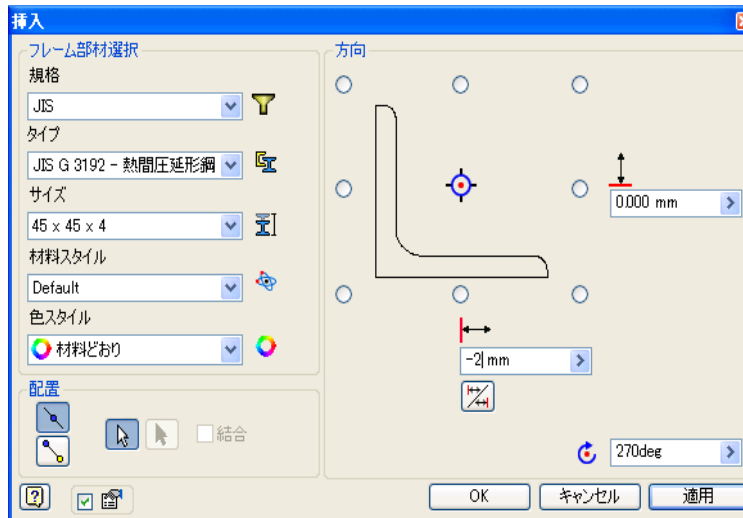 挿入
フレーム部材選択
規格
JIS
タイプ
JIS G 3192 - 熱間圧延形鋼
サイズ
45 x 45 x 4
材料スタイル
Default
色スタイル
材料どおり
配置
結合
方向
0.000 mm
-2 mm
270deg
OK
キャンセル
適用